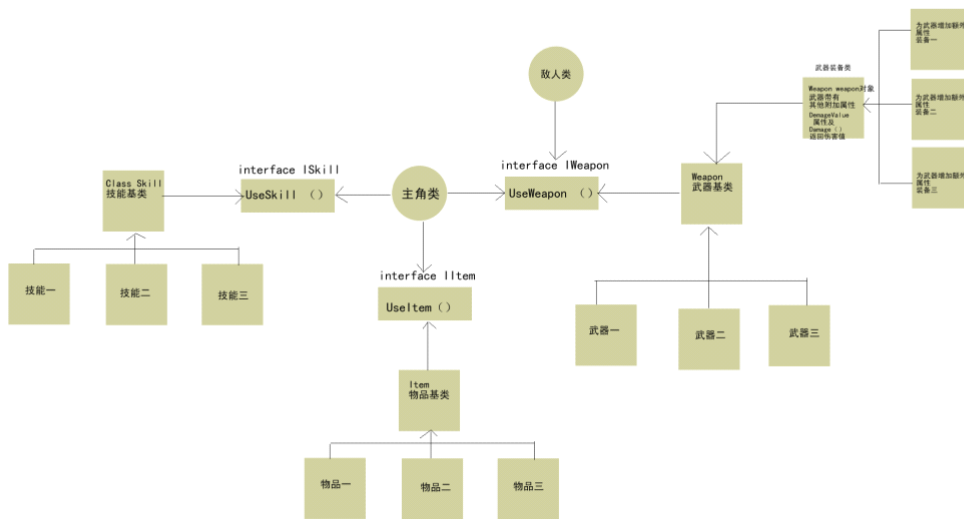 为武器增加额外
属性
装备一
敌人类
武器装备类
Weapon weapon对象
武器带有
其他附加属性
DemageValue
属性及
Damage（）
返回伤害值
为武器增加额外
属性
装备二
interface IWeapon
UseWeapon （）
interface ISkill
UseSkill （）
主角类
Class Skill
技能基类
Weapon
武器基类
为武器增加额外
属性
装备三
技能一
技能二
技能三
interface IItem
UseItem（）
武器一
武器二
武器三
Item
物品基类
物品一
物品二
物品三